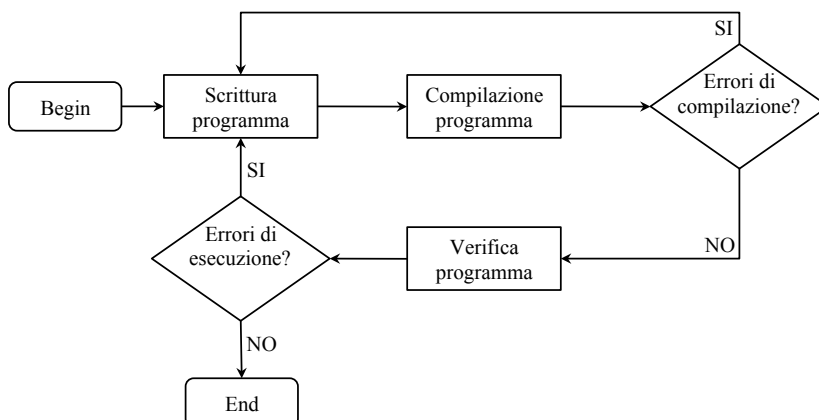 SI
Begin
Scrittura
programma
Compilazione
programma
Errori di
compilazione?
SI
NO
Errori di
esecuzione?
Verifica
programma
NO
End